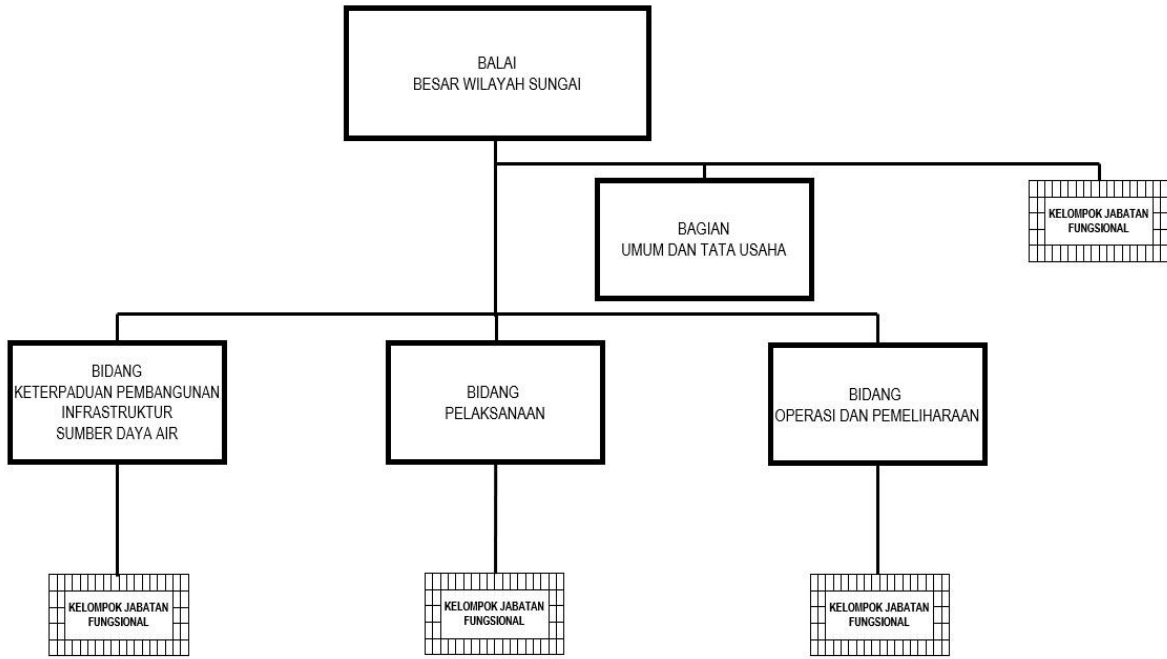 BALAI
BESAR WILAYAH SUNGAI
BAGIAN
UMUM DAN TATA USAHA
KELOMPOK JABATAN
FUNGSIONAL
BIDANG
KETERPADUAN PEMBANGUNAN
INFRASTRUKTUR
SUMBER DAYA AIR
BIDANG
PELAKSANAAN
BIDANG
OPERASI DAN PEMELIHARAAN
KELOMPOK JABATAN
FUNGSIONAL
KELOMPOK JABATAN
FUNGSIONAL
KELOMPOK JABATAN
FUNGSIONAL